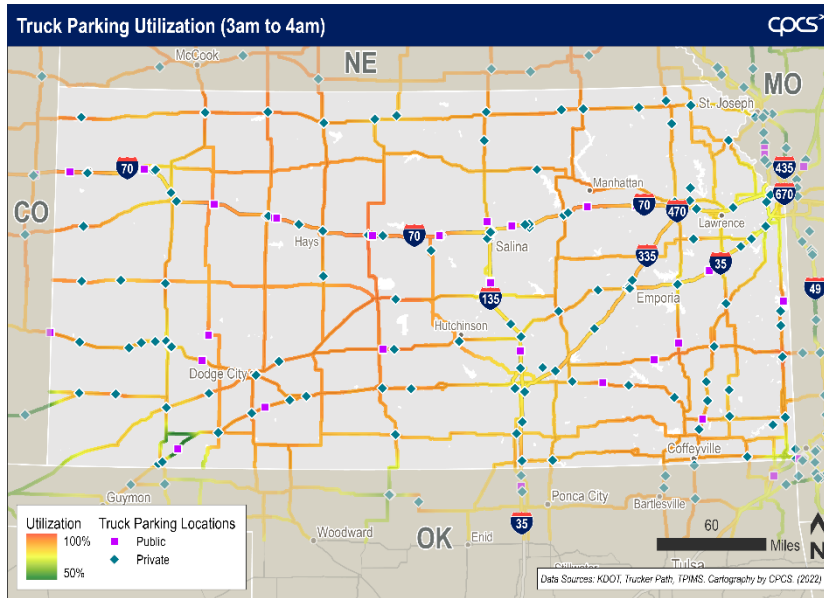 Truck Parking Utilization (3am to 4am)
cpcs
McCook
NE
MO
St. Joseph
70
435
Manhattan
670
CO
70
470
Lawrence
Hays
70
Salina
335
35
135
Emporia
49
Hutchinson
Dodge City
Coffeyville
Guymon
Ponca City
Bartlesville
Utilization
Truck Parking Locations
100%
Public
Private
50%
Woodward
OK
Enid
35
60
Miles
N
Stillwater
Tulsa
Data Sources: KDOT, Trucker Path, TPIMS. Cartography by CPCS. (2022)